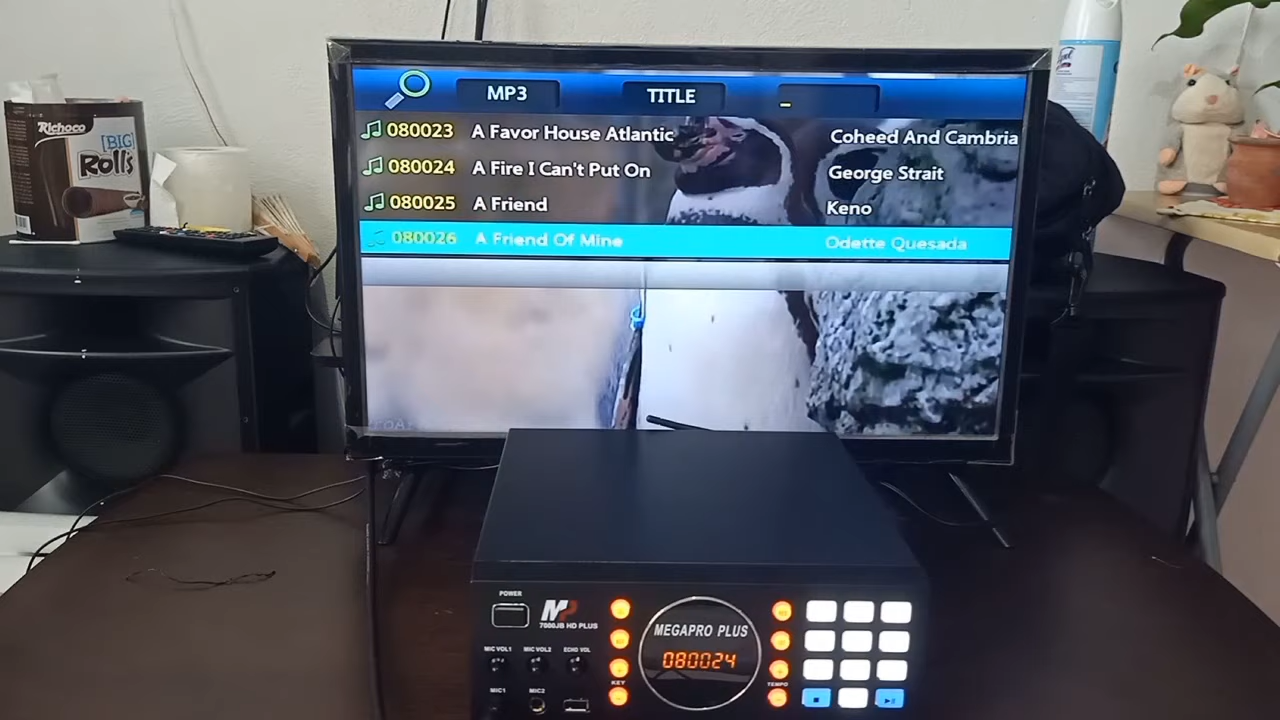 MP3 TITLE _
080023 A Favor House Atlantic Coheed And Cambria
080024 A Fire I Can't Put On George Strait
080025 A Friend Keno
080026 A Friend Of Mine Odette Quesada
Richoco
[BIG]
Rolls
POWER
MP
7000JB HD PLUS
MIC VOL1 MIC VOL2 ECHO VOL
MIC1 MIC2
KEY
MEGAPRO PLUS
080024
TEMPO